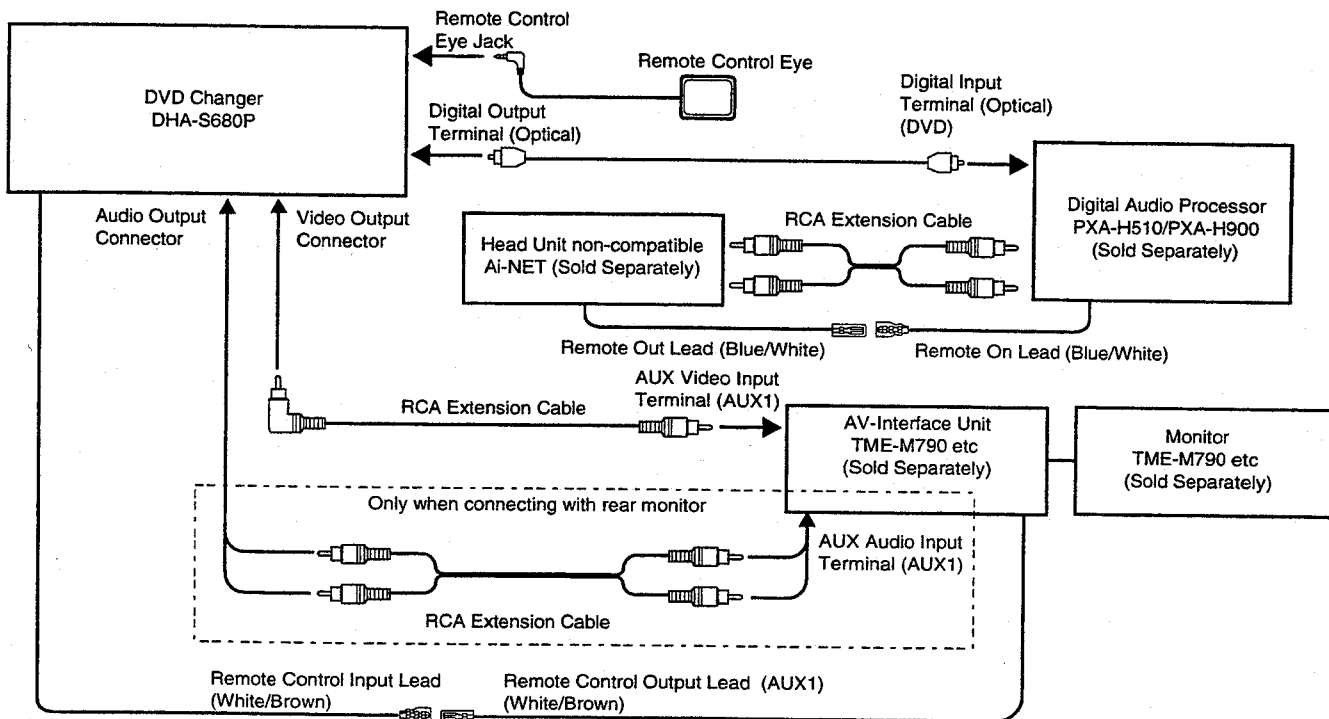 Remote Control
Eye Jack
Remote Control Eye
DVD Changer
DHA-S680P
Digital Output
Terminal (Optical)
Digital Input
Terminal (Optical)
(DVD)
Audio Output
Connector
Video Output
Connector
Head Unit non-compatible
Ai-NET (Sold Separately)
RCA Extension Cable
Digital Audio Processor
PXA-H510/PXA-H900
(Sold Separately)
Remote Out Lead (Blue/White)
Remote On Lead (Blue/White)
RCA Extension Cable
AUX Video Input
Terminal (AUX1)
AV-Interface Unit
TME-M790 etc
(Sold Separately)
Monitor
TME-M790 etc
(Sold Separately)
Only when connecting with rear monitor
AUX Audio Input
Terminal (AUX1)
RCA Extension Cable
Remote Control Input Lead
(White/Brown)
Remote Control Output Lead (AUX1)
(White/Brown)